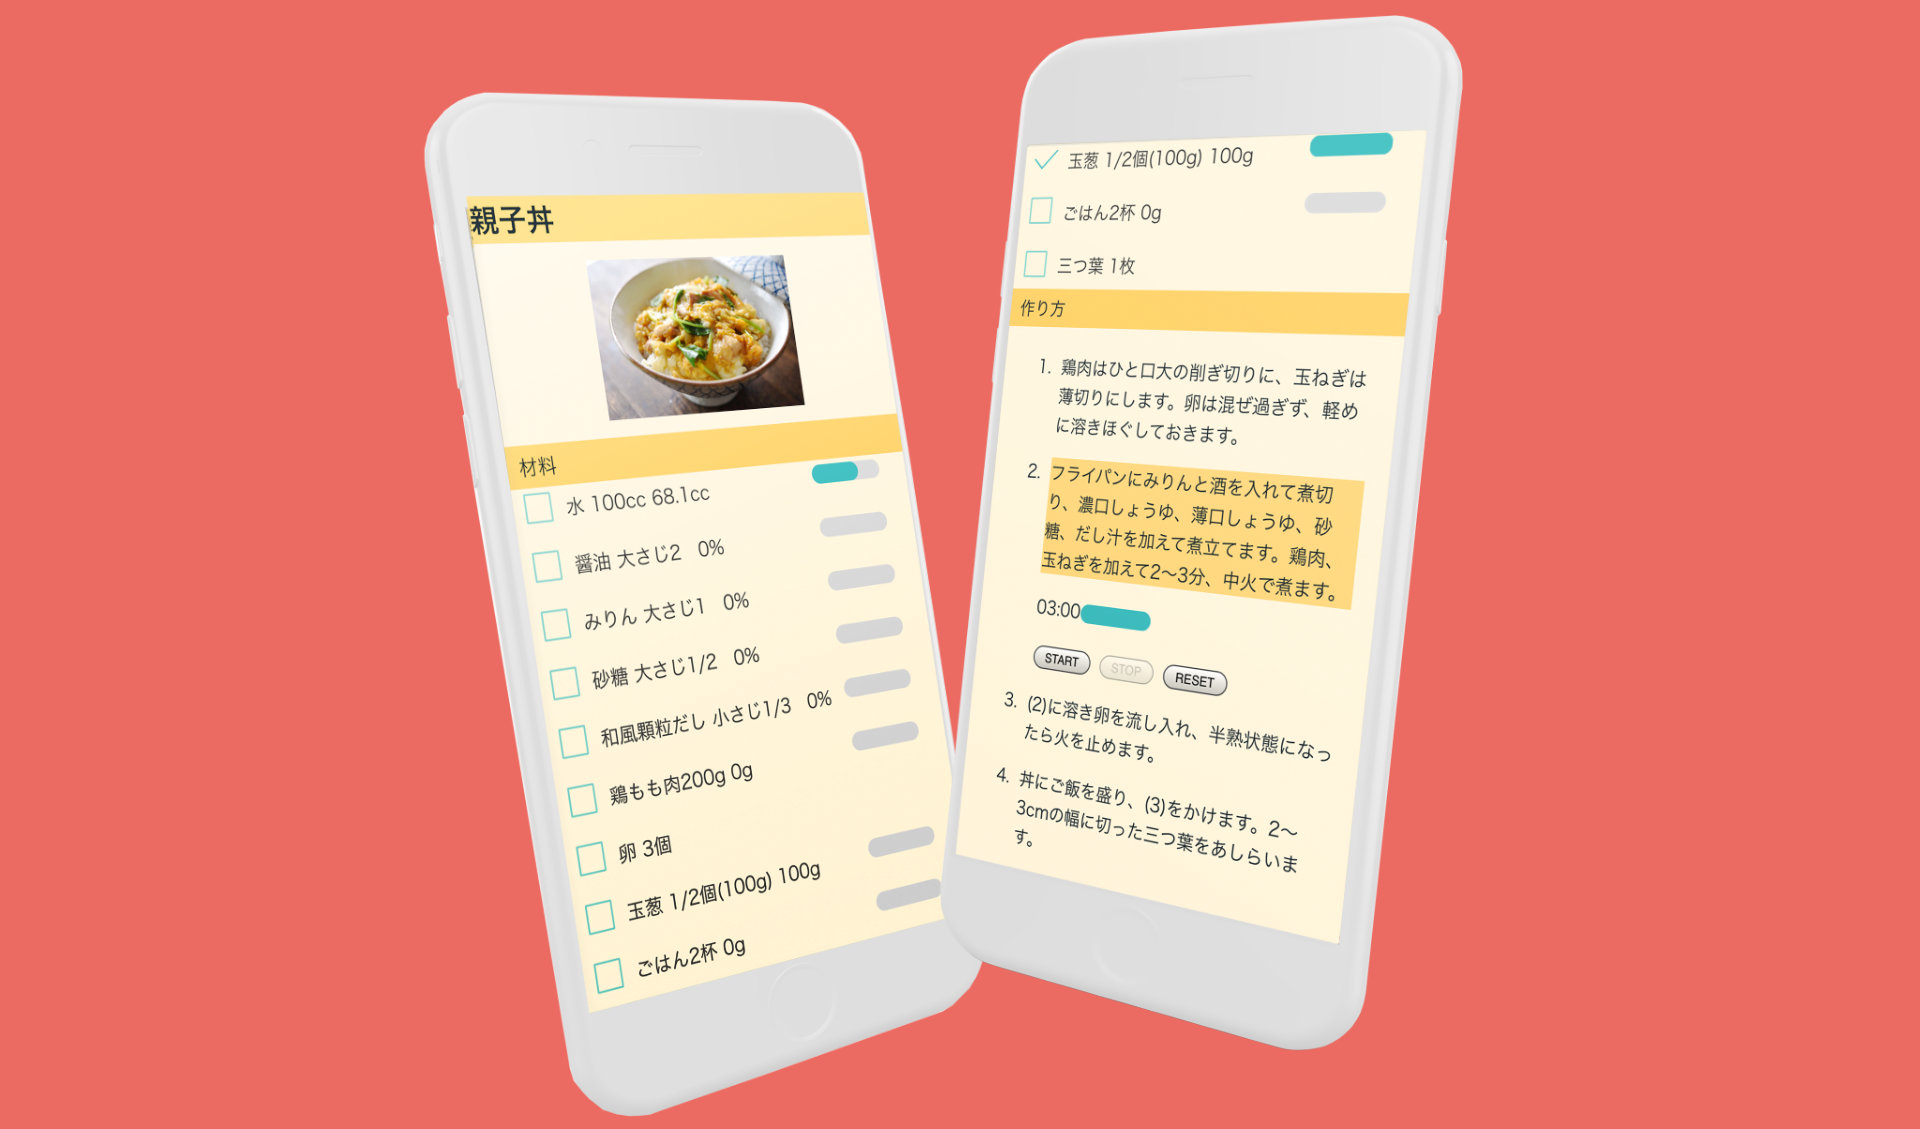 親子丼
材料
水 100cc 68.1cc
醤油 大さじ2 0%
みりん 大さじ1 0%
砂糖 大さじ1/2 0%
和風顆粒だし 小さじ1/3 0%
鶏もも肉200g 0g
卵 3個
玉葱 1/2個(100g) 100g
ごはん2杯 0g
玉葱 1/2個(100g) 100g
ごはん2杯 0g
三つ葉 1枚
作り方
1. 鶏肉はひと口大の削ぎ切りに、玉ねぎは
薄切りにします。卵は混ぜ過ぎず、軽め
に溶きほぐしておきます。
2. フライパンにみりんと酒を入れて煮切
り、濃口しょうゆ、薄口しょうゆ、砂
糖、だし汁を加えて煮立てます。鶏肉、
玉ねぎを加えて2〜3分、中火で煮ます。
03:00
START STOP RESET
3. (2)に溶き卵を流し入れ、半熟状態になっ
たら火を止めます。
4. 丼にご飯を盛り、(3)をかけます。2〜
3cmの幅に切った三つ葉をあしらいま
す。